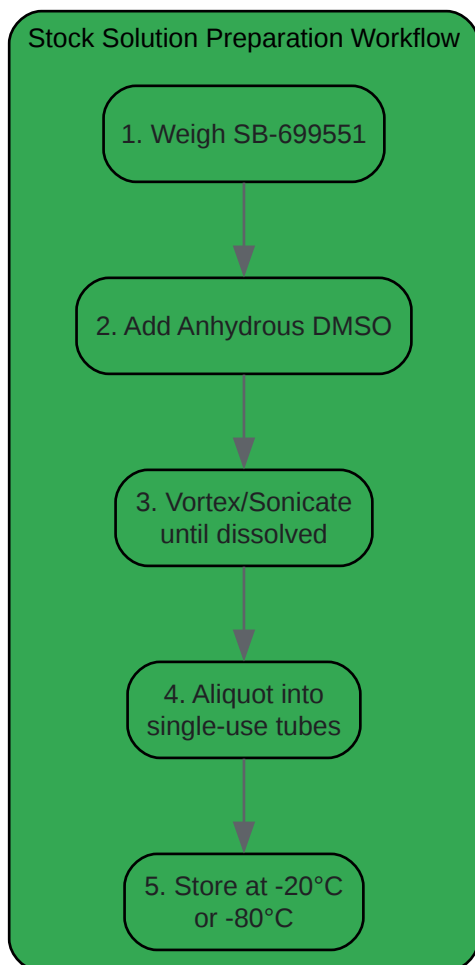 Stock Solution Preparation Workflow
1. Weigh SB-699551
2. Add Anhydrous DMSO
3. Vortex/Sonicate
until dissolved
4. Aliquot into
single-use tubes
5. Store at -20°C
or -80°C